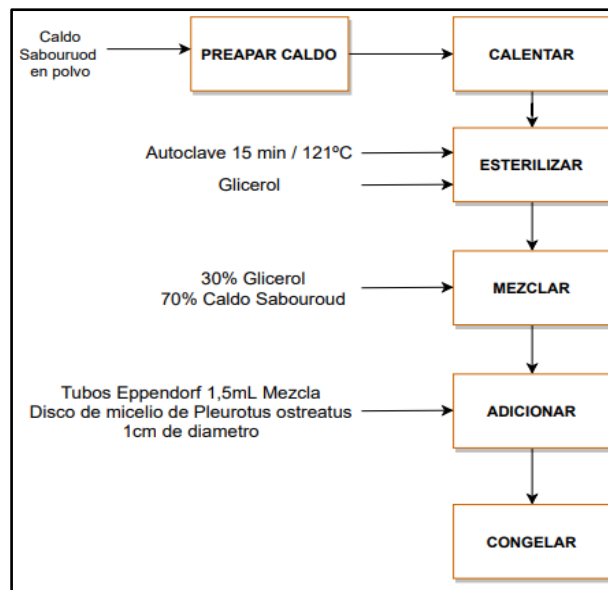 Caldo
Sabouruod
en polvo
PREAPAR CALDO
CALENTAR
Autoclave 15 min / 121ºC
Glicerol
ESTERILIZAR
30% Glicerol
70% Caldo Sabouroud
MEZCLAR
Tubos Eppendorf 1,5mL Mezcla
Disco de micelio de Pleurotus ostreatus
1cm de diametro
ADICIONAR
CONGELAR